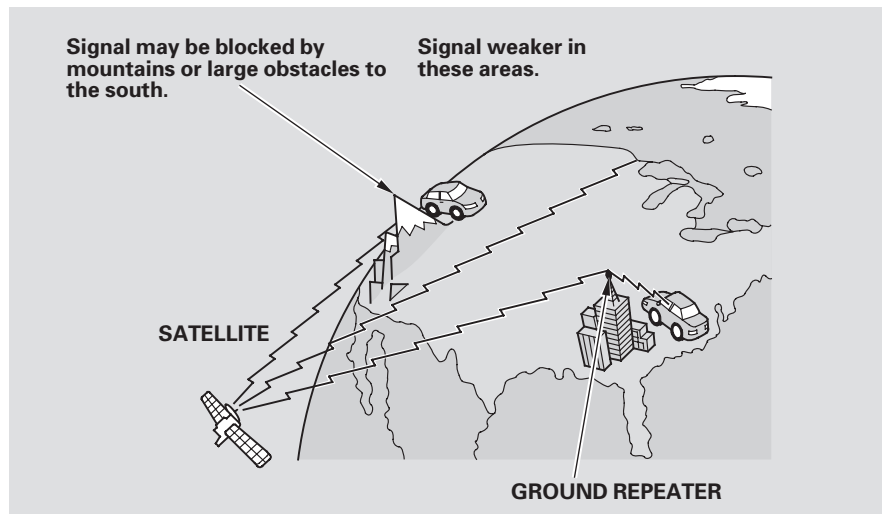 Signal may be blocked by
mountains or large obstacles to
the south.
Signal weaker in
these areas.
SATELLITE
GROUND REPEATER